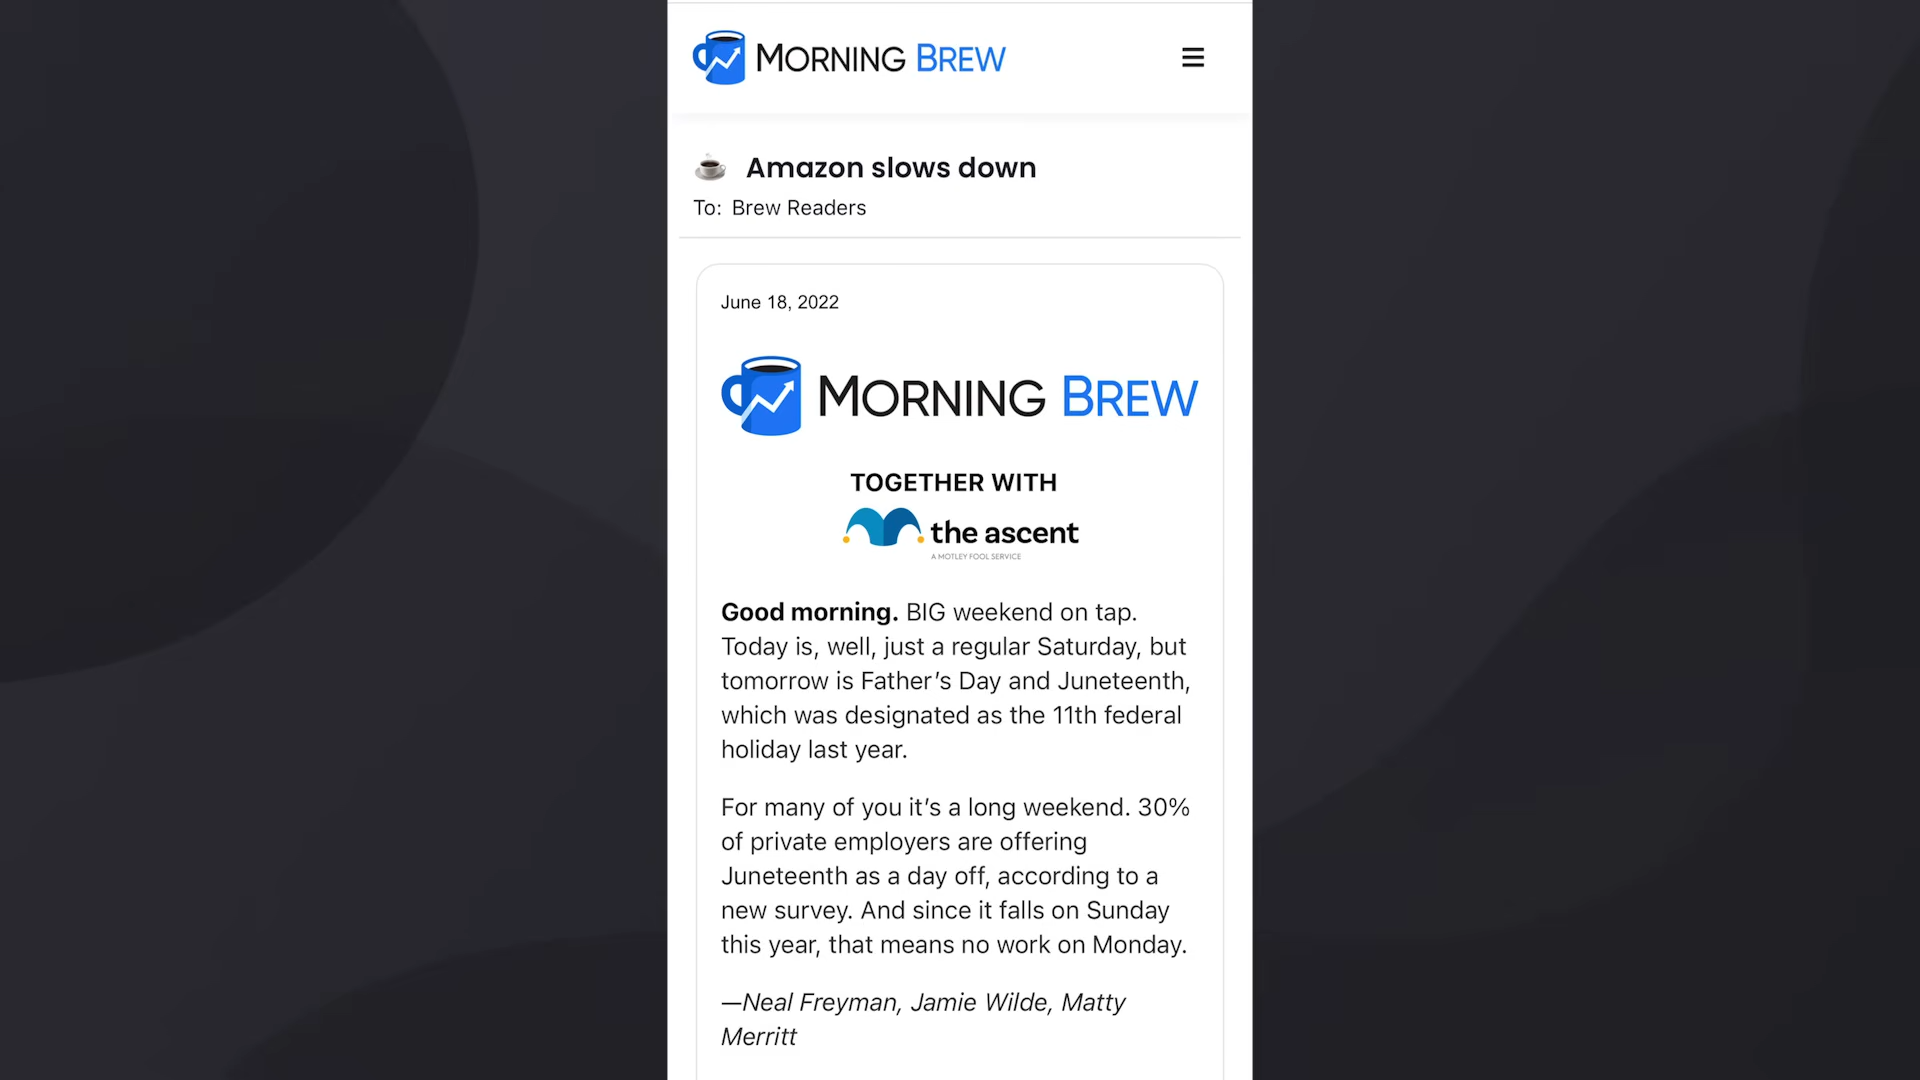 MORNING BREW
Amazon slows down
To: Brew Readers
June 18, 2022
MORNING BREW
TOGETHER WITH
the ascent
A MOTLEY FOOL SERVICE
Good morning. BIG weekend on tap.
Today is, well, just a regular Saturday, but
tomorrow is Father’s Day and Juneteenth,
which was designated as the 11th federal
holiday last year.
For many of you it’s a long weekend. 30%
of private employers are offering
Juneteenth as a day off, according to a
new survey. And since it falls on Sunday
this year, that means no work on Monday.
—Neal Freyman, Jamie Wilde, Matty
Merritt